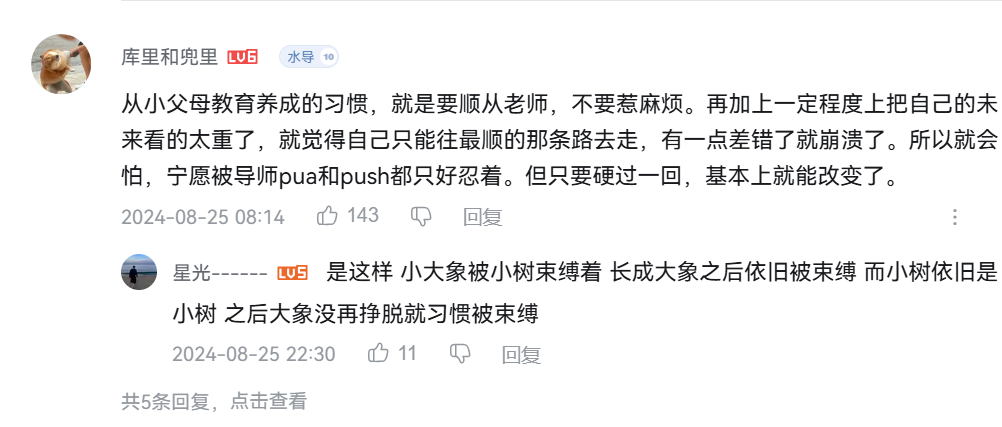 库里和兜里 LV6 水导 10
从小父母教育养成的习惯，就是要顺从老师，不要惹麻烦。再加上一定程度上把自己的未
来看的太重了，就觉得自己只能往最顺的那条路去走，有一点差错了就崩溃了。所以就会
怕，宁愿被导师pua和push都只好忍着。但只要硬过一回，基本上就能改变了。
2024-08-25 08:14 143 回复
星光------ LV5 是这样 小大象被小树束缚着 长成大象之后依旧被束缚 而小树依旧是
小树 之后大象没再挣脱就习惯被束缚
2024-08-25 22:30 11 回复
共5条回复，点击查看